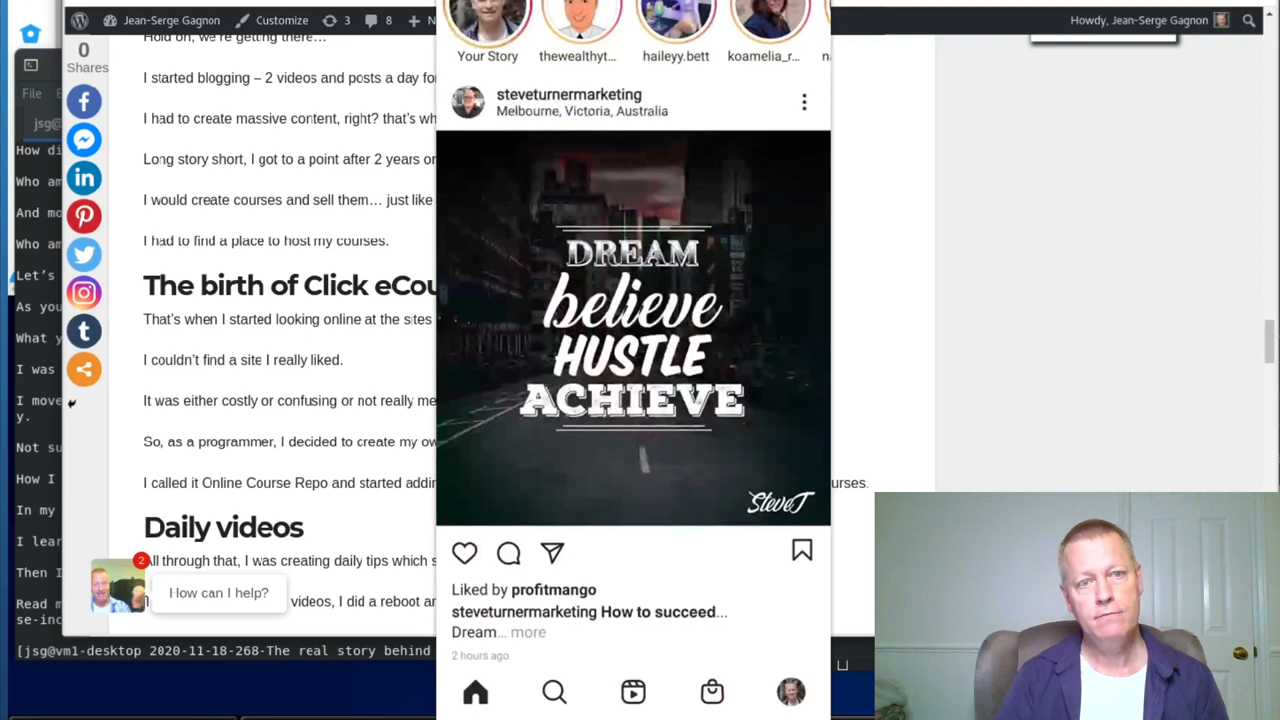 Jean-Serge Gagnon
Customize
3
8
Howdy, Jean-Serge Gagnon
0
Shares
File
jsg@
How di
Who am
And mo
Who am
Let's
As you
What y
I was
I move
y.
Not su
How I
In my
I lear
Then I
Read m
se-inc
[jsg@vm1-desktop 2020-11-18-268-The real story behind
Hold on, we're getting there…
I started blogging – 2 videos and posts a day for
I had to create massive content, right? that's wh
Long story short, I got to a point after 2 years or
I would create courses and sell them… just like
I had to find a place to host my courses.
The birth of Click eCou
That's when I started looking online at the sites
I couldn't find a site I really liked.
It was either costly or confusing or not really me
So, as a programmer, I decided to create my ow
I called it Online Course Repo and started addin
urses.
Daily videos
All through that, I was creating daily tips which s
videos, I did a reboot an
2
How can I help?
Your Story
thewealthyt...
haileyy.bett
koamelia_r...
steveturnermarketing
Melbourne, Victoria, Australia
DREAM
believe
HUSTLE
ACHIEVE
SteveT
Liked by profitmango
steveturnermarketing How to succeed...
Dream... more
2 hours ago